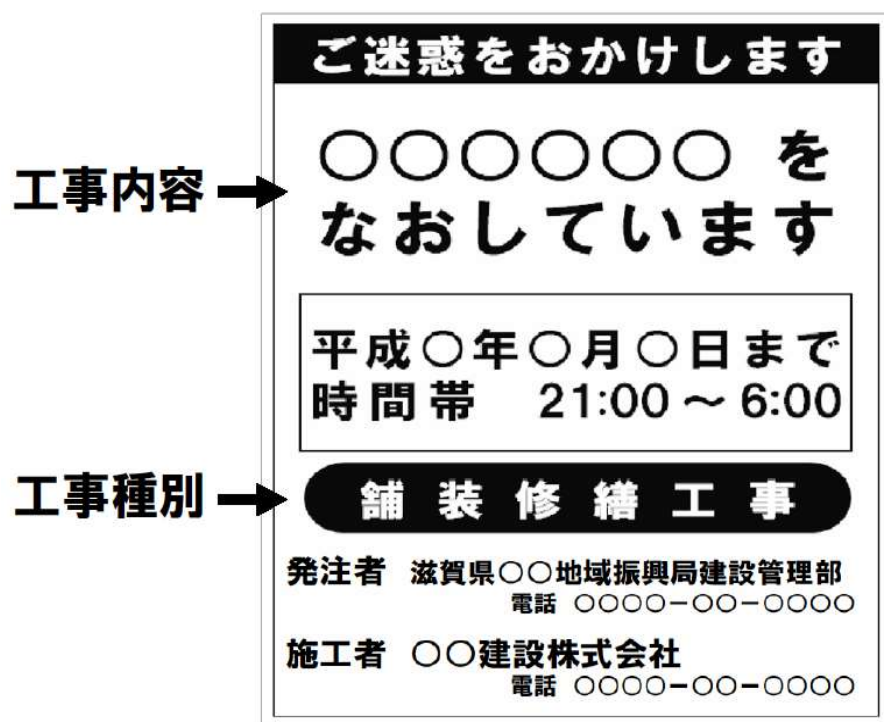 ご迷惑をおかけします
工事内容
〇〇〇〇〇〇 を
なおしています
平成〇年〇月〇日まで
時間帯 21:00～6:00
工事種別
舗装修繕工事
発注者 滋賀県〇〇地域振興局建設管理部
電話 〇〇〇〇-〇〇-〇〇〇〇
施工者 〇〇建設株式会社
電話 〇〇〇〇-〇〇-〇〇〇〇